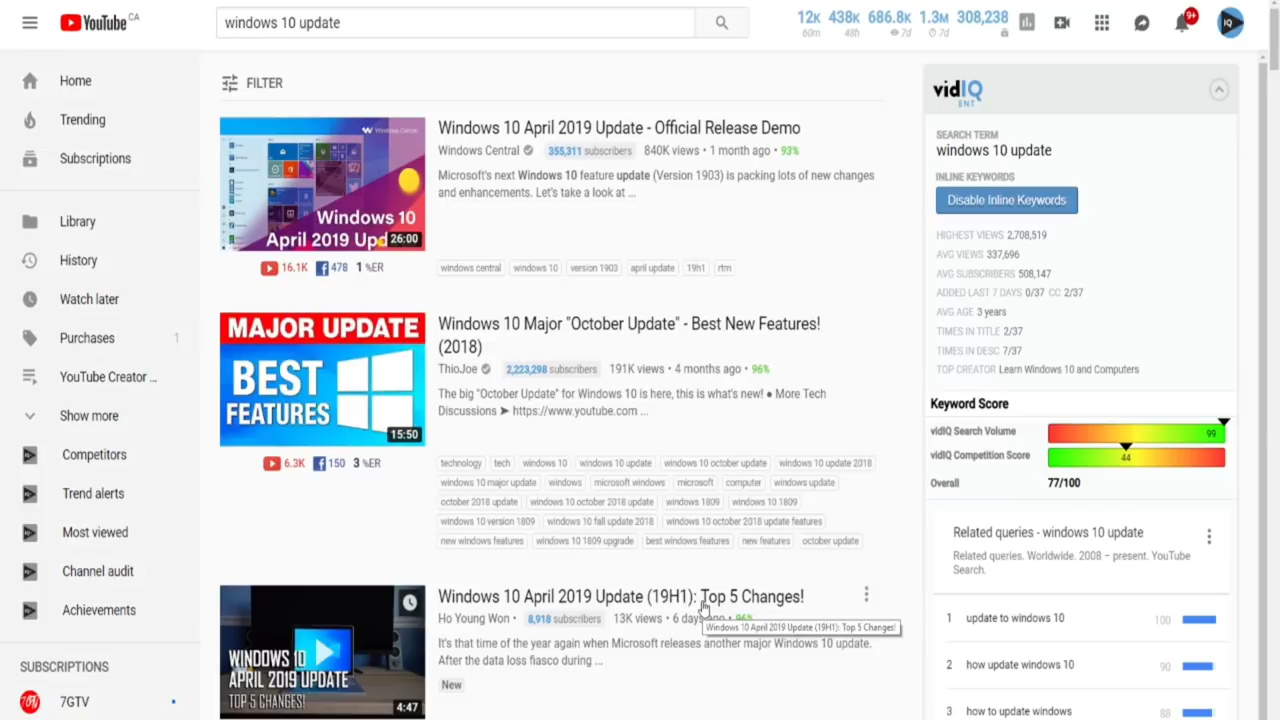 YouTube CA
windows 10 update
12K 438K 686.8K 1.3M 308,238
60m 48h 7d 7d
9+
IQ
Home
Trending
Subscriptions
Library
History
Watch later
Purchases 1
YouTube Creator ...
Show more
Competitors
Trend alerts
Most viewed
Channel audit
Achievements
SUBSCRIPTIONS
7GTV
FILTER
Windows Central
Windows 10
April 2019 Upd
26:00
16.1K 478 1 %ER
Windows 10 April 2019 Update - Official Release Demo
Windows Central 355,311 subscribers 840K views • 1 month ago • 93%
Microsoft's next Windows 10 feature update (Version 1903) is packing lots of new changes
and enhancements. Let's take a look at ...
windows central windows 10 version 1903 april update 19h1 rtm
MAJOR UPDATE
BEST
FEATURES
15:50
6.3K 150 3 %ER
Windows 10 Major "October Update" - Best New Features!
(2018)
ThioJoe 2,223,298 subscribers 191K views • 4 months ago • 96%
The big "October Update" for Windows 10 is here, this is what's new! ● More Tech
Discussions ➤ https://www.youtube.com ...
technology tech windows 10 windows 10 update windows 10 october update windows 10 update 2018
windows 10 major update windows microsoft windows microsoft computer windows update
october 2018 update windows 10 october 2018 update windows 1809 windows 10 1809
windows 10 version 1809 windows 10 fall update 2018 windows 10 october 2018 update features
new windows features windows 10 1809 upgrade best windows features new features october update
WINDOWS 10
APRIL 2019 UPDATE
TOP 5 CHANGES!
4:47
Windows 10 April 2019 Update (19H1): Top 5 Changes!
Ho Young Won • 8,918 subscribers 13K views • 6 days • 96%
Windows 10 April 2019 Update (19H1): Top 5 Changes!
It's that time of the year again when Microsoft releases another major Windows 10 update.
After the data loss fiasco during ...
New
vidIQ
ENT
SEARCH TERM
windows 10 update
INLINE KEYWORDS
Disable Inline Keywords
HIGHEST VIEWS 2,708,519
AVG VIEWS 337,696
AVG SUBSCRIBERS 508,147
ADDED LAST 7 DAYS 0/37 CC 2/37
AVG AGE 3 years
TIMES IN TITLE 2/37
TIMES IN DESC 7/37
TOP CREATOR Learn Windows 10 and Computers
Keyword Score
vidIQ Search Volume 99
vidIQ Competition Score 44
Overall 77/100
Related queries - windows 10 update
Related queries. Worldwide. 2008 – present. YouTube
Search.
1 update to windows 10 100
2 how update windows 10 90
3 how to update windows 88